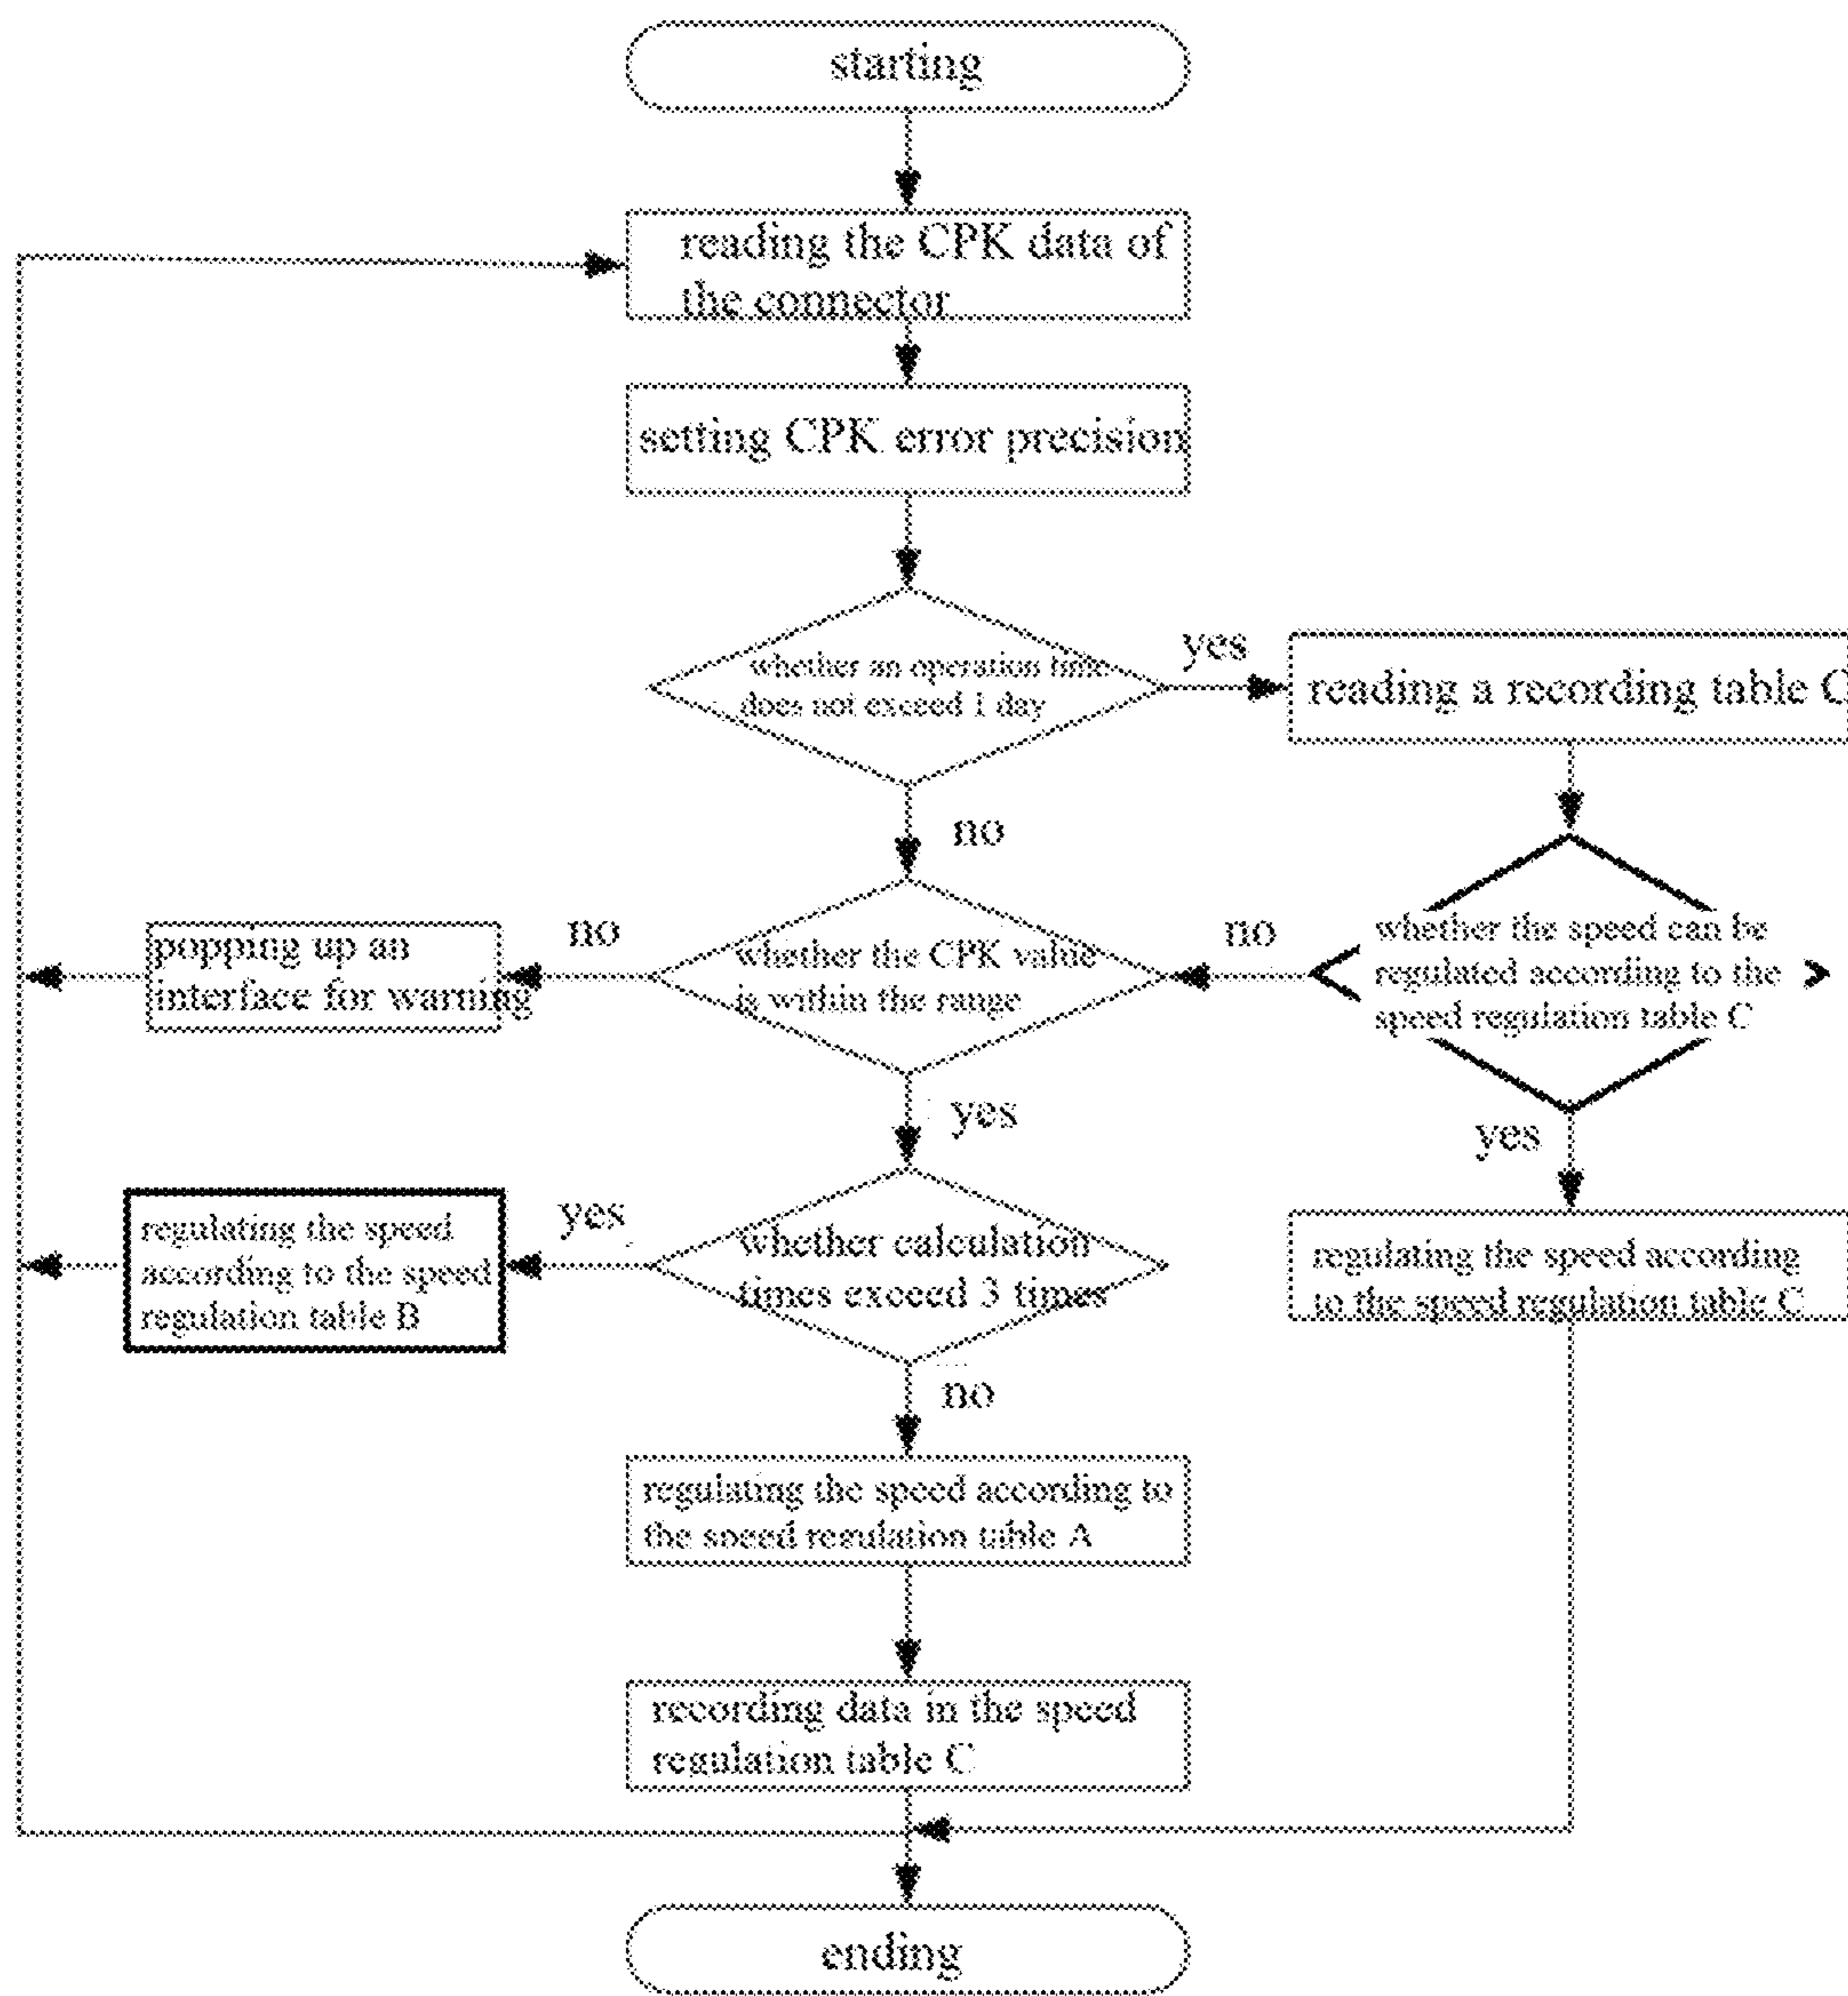 starting
reading the CPK data of
the connector
setting CPK error precision
whether an operation time
does not exceed 1 day
yes
reading a recording table C
no
whether the speed can be
regulated according to the
speed regulation table C
no
whether the CPK value
is within the range
no
popping up an
interface for warning
yes
yes
regulating the speed according
to the speed regulation table C
whether calculation
times exceed 3 times
yes
regulating the speed
according to the speed
regulation table B
no
regulating the speed according to
the speed regulation table A
recording data in the speed
regulation table C
ending